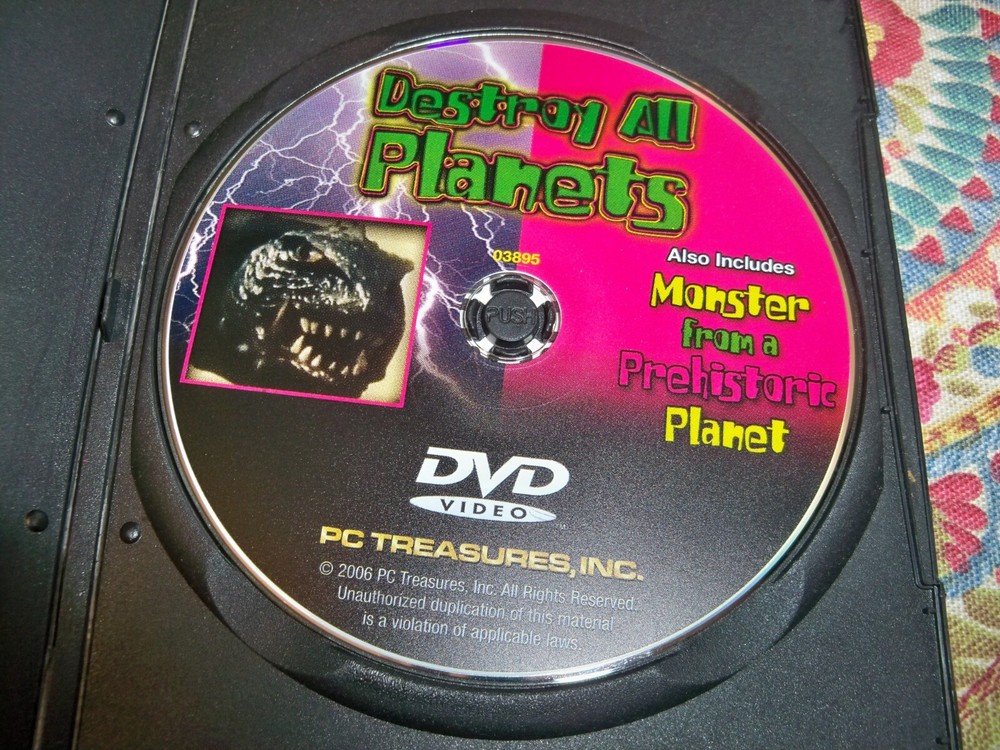 Destroy All
Planets
03895
Also Includes
Monster
from a
Prehistoric
Planet
PUSH
DVD
VIDEO
PC TREASURES, INC.
© 2006 PC Treasures, Inc. All Rights Reserved.
Unauthorized duplication of this material
is a violation of applicable laws.